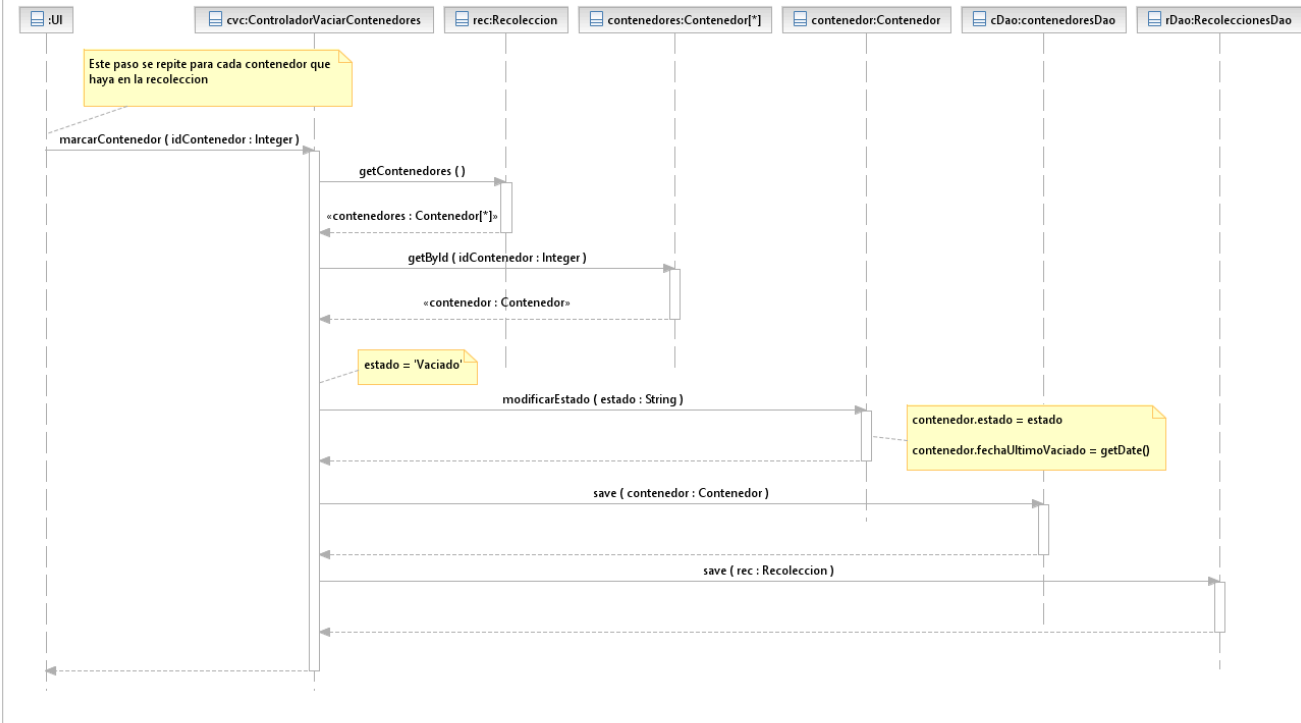 :UI
cvc:ControladorVaciarContenedores
rec:Recoleccion
contenedores:Contenedor[*]
contenedor:Contenedor
cDao:contenedoresDao
rDao:RecoleccionesDao
Este paso se repite para cada contenedor que
haya en la recoleccion
marcarContenedor ( idContenedor : Integer )
getContenedores ( )
«contenedores : Contenedor[*]»
getById ( idContenedor : Integer )
«contenedor : Contenedor»
estado = 'Vaciado'
modificarEstado ( estado : String )
contenedor.estado = estado
contenedor.fechaUltimoVaciado = getDate()
save ( contenedor : Contenedor )
save ( rec : Recoleccion )